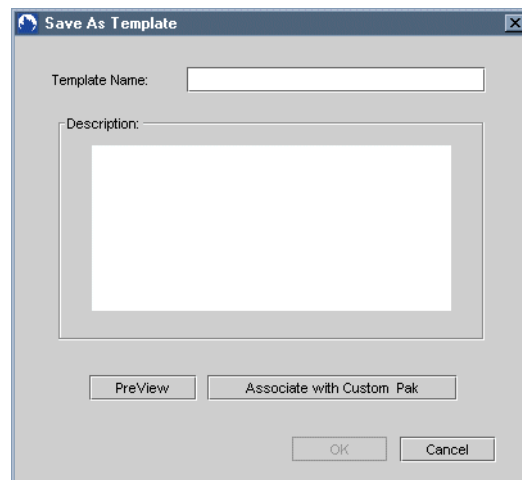 Save As Template
Template Name:
Description:
PreView
Associate with Custom Pak
OK
Cancel